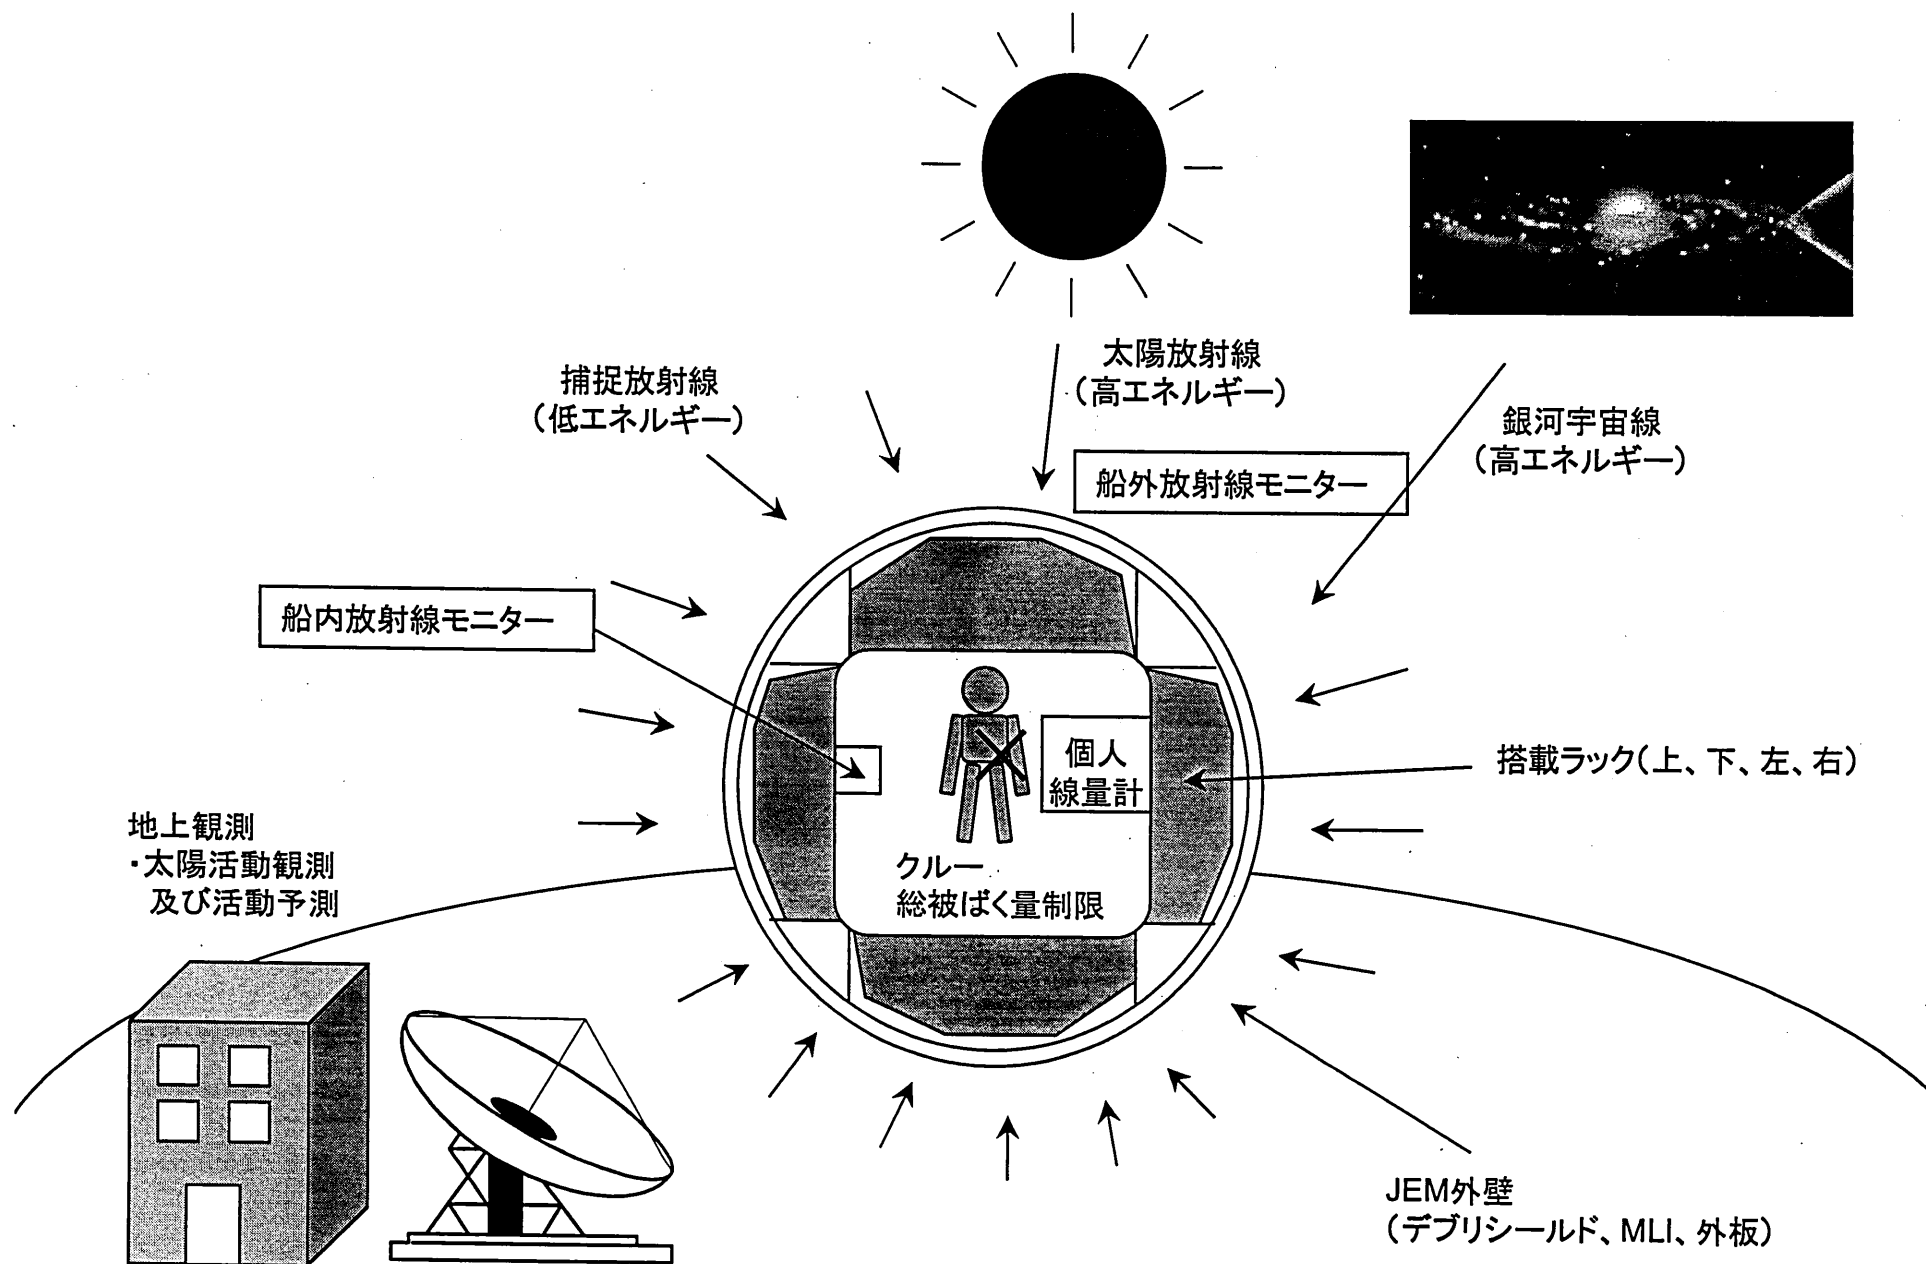 太陽放射線
（高エネルギー）
捕捉放射線
（低エネルギー）
銀河宇宙線
（高エネルギー）
船外放射線モニター
船内放射線モニター
個人
線量計
搭載ラック（上、下、左、右）
地上観測
・太陽活動観測
及び活動予測
クルー
総被ばく量制限
JEM外壁
（デブリシールド、MLI、外板）